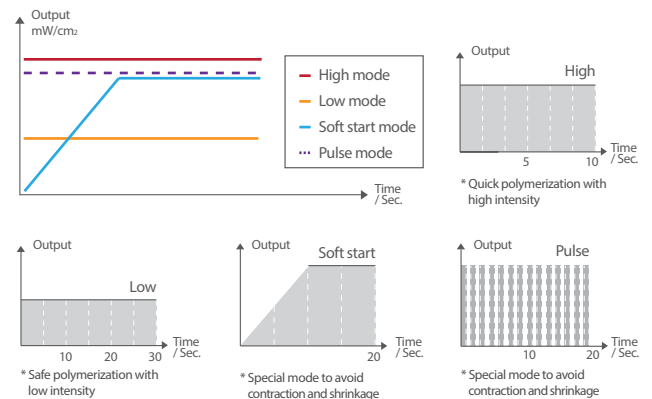 Output
mW/cm2
High mode
Low mode
Soft start mode
Pulse mode
Time
/ Sec.
Output
High
5 10
Time
/ Sec.
* Quick polymerization with
high intensity
Output
Low
10 20 30
Time
/ Sec.
* Safe polymerization with
low intensity
Output
Soft start
20
Time
/ Sec.
* Special mode to avoid
contraction and shrinkage
Output
Pulse
10 20
Time
/ Sec.
* Special mode to avoid
contraction and shrinkage